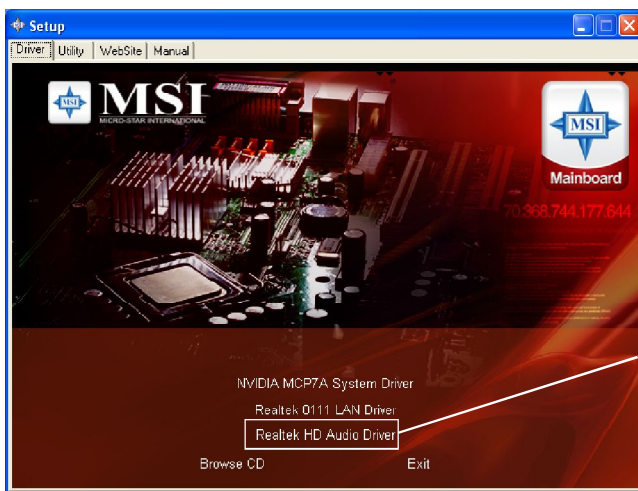 Setup
Driver Utility WebSite Manual
MSI
MICRO-STAR INTERNATIONAL
MSI
Mainboard
70.368.744.177.644
NVIDIA MCP7A System Driver
Realtek 0111 LAN Driver
Realtek HD Audio Driver
Browse CD Exit